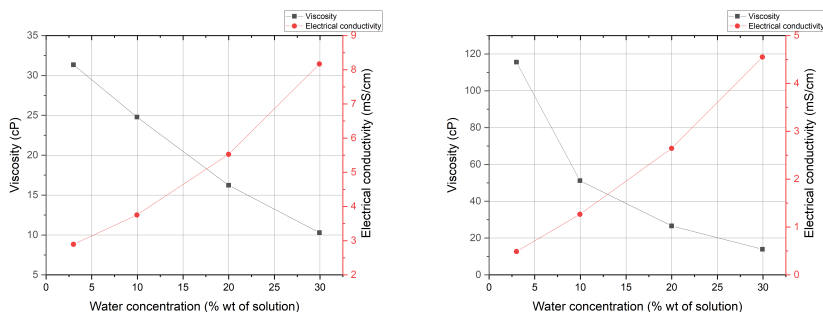 Viscosity
Electrical conductivity
35
30
25
20
15
10
5
9
8
7
6
5
4
3
2
0 5 10 15 20 25 30
Viscosity (cP)
Electrical conductivity (mS/cm)
Water concentration (% wt of solution)
Viscosity
Electrical conductivity
120
100
80
60
40
20
0
5
4
3
2
1
0
0 5 10 15 20 25 30
Viscosity (cP)
Electrical conductivity (mS/cm)
Water concentration (% wt of solution)